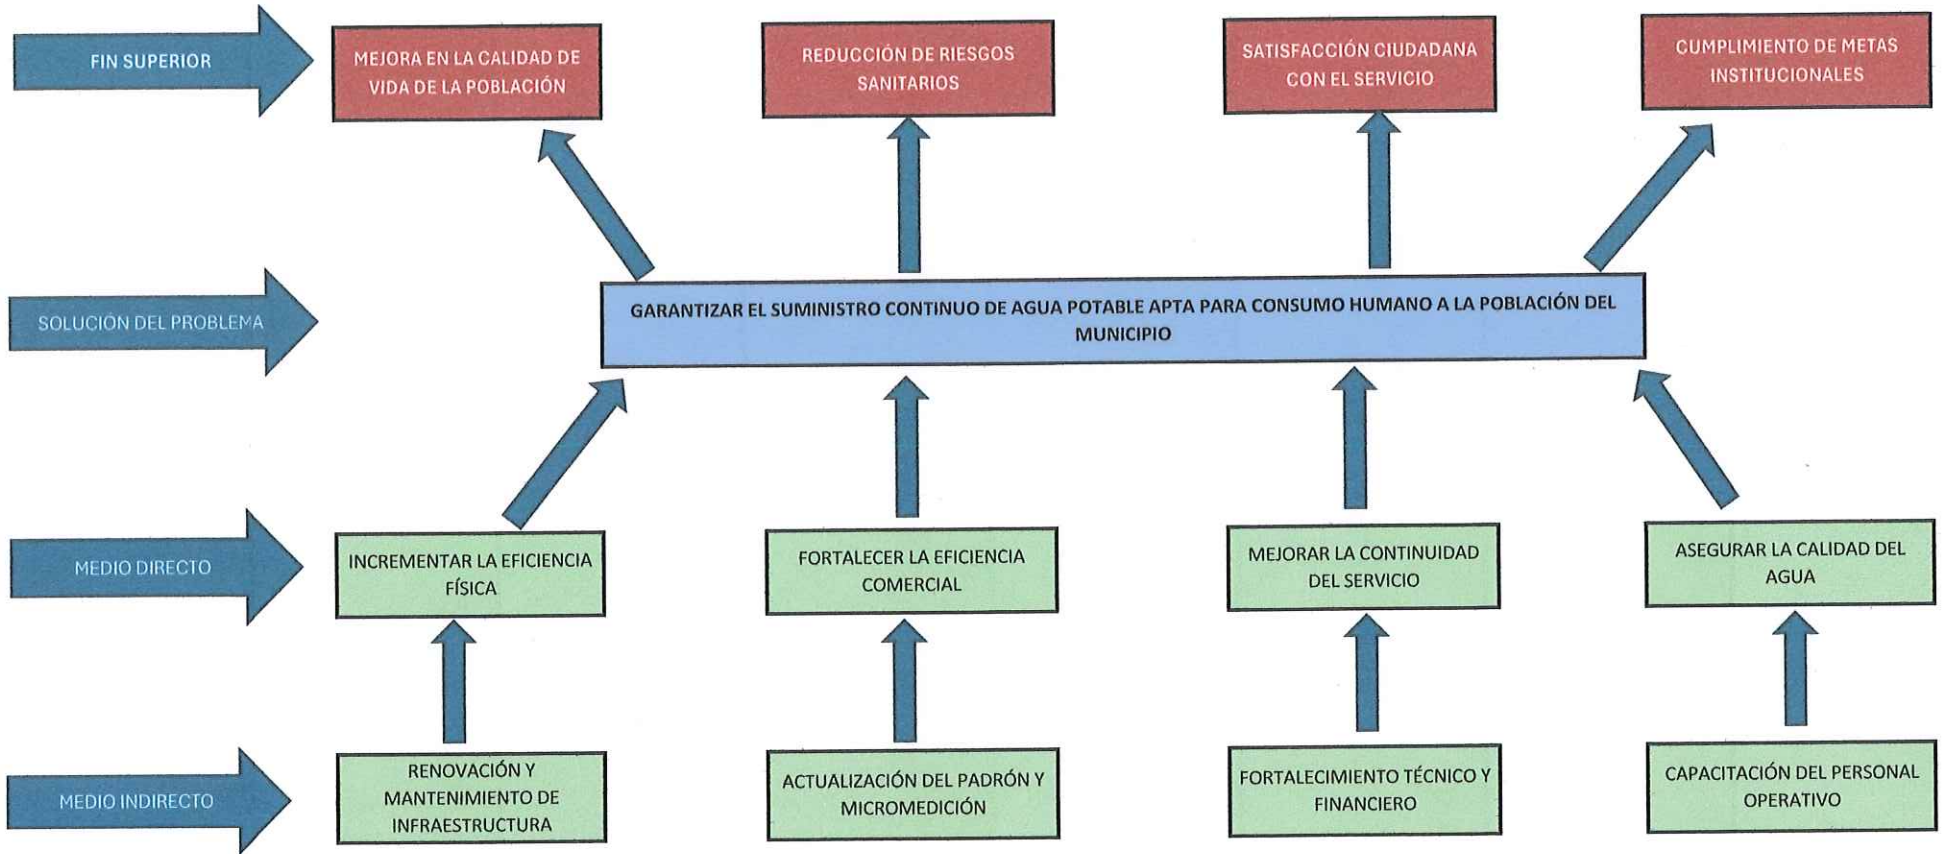 FIN SUPERIOR
MEJORA EN LA CALIDAD DE
VIDA DE LA POBLACIÓN
REDUCCIÓN DE RIESGOS
SANITARIOS
SATISFACCIÓN CIUDADANA
CON EL SERVICIO
CUMPLIMIENTO DE METAS
INSTITUCIONALES
SOLUCIÓN DEL PROBLEMA
GARANTIZAR EL SUMINISTRO CONTINUO DE AGUA POTABLE APTA PARA CONSUMO HUMANO A LA POBLACIÓN DEL
MUNICIPIO
MEDIO DIRECTO
INCREMENTAR LA EFICIENCIA
FÍSICA
FORTALECER LA EFICIENCIA
COMERCIAL
MEJORAR LA CONTINUIDAD
DEL SERVICIO
ASEGURAR LA CALIDAD DEL
AGUA
MEDIO INDIRECTO
RENOVACIÓN Y
MANTENIMIENTO DE
INFRAESTRUCTURA
ACTUALIZACIÓN DEL PADRÓN Y
MICROMEDICIÓN
FORTALECIMIENTO TÉCNICO Y
FINANCIERO
CAPACITACIÓN DEL PERSONAL
OPERATIVO